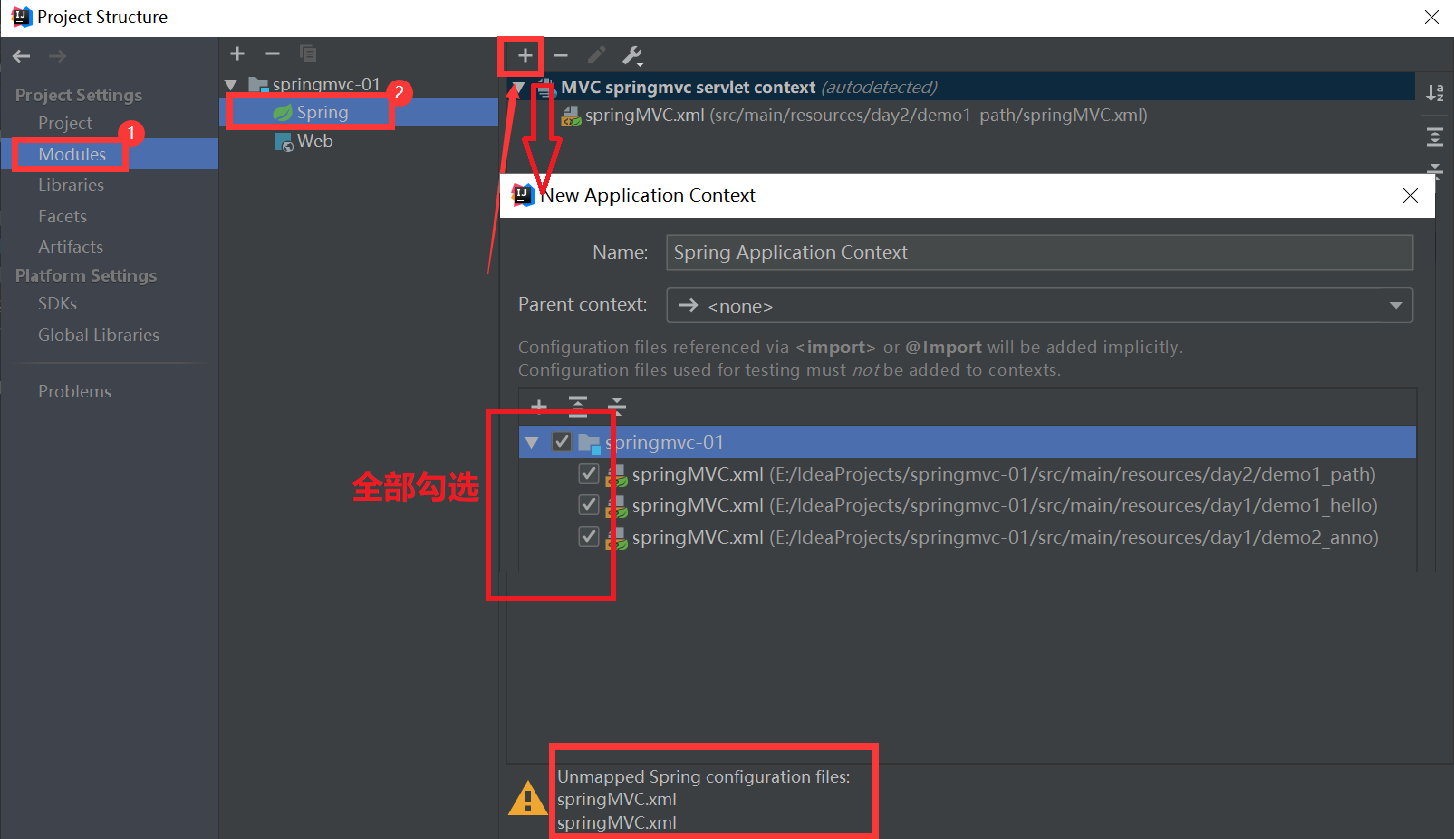 Project Structure
Project Settings
Project
Modules
1
Libraries
Facets
Artifacts
Platform Settings
SDKs
Global Libraries
Problems
springmvc-01
Spring
2
Web
MVC springmvc servlet context (autodetected)
springMVC.xml (src/main/resources/day2/demo1_path/springMVC.xml)
New Application Context
Name:
Spring Application Context
Parent context:
<none>
Configuration files referenced via <import> or @Import will be added implicitly.
Configuration files used for testing must not be added to contexts.
springmvc-01
springMVC.xml (E:/IdeaProjects/springmvc-01/src/main/resources/day2/demo1_path)
springMVC.xml (E:/IdeaProjects/springmvc-01/src/main/resources/day1/demo1_hello)
springMVC.xml (E:/IdeaProjects/springmvc-01/src/main/resources/day1/demo2_anno)
全部勾选
Unmapped Spring configuration files:
springMVC.xml
springMVC.xml